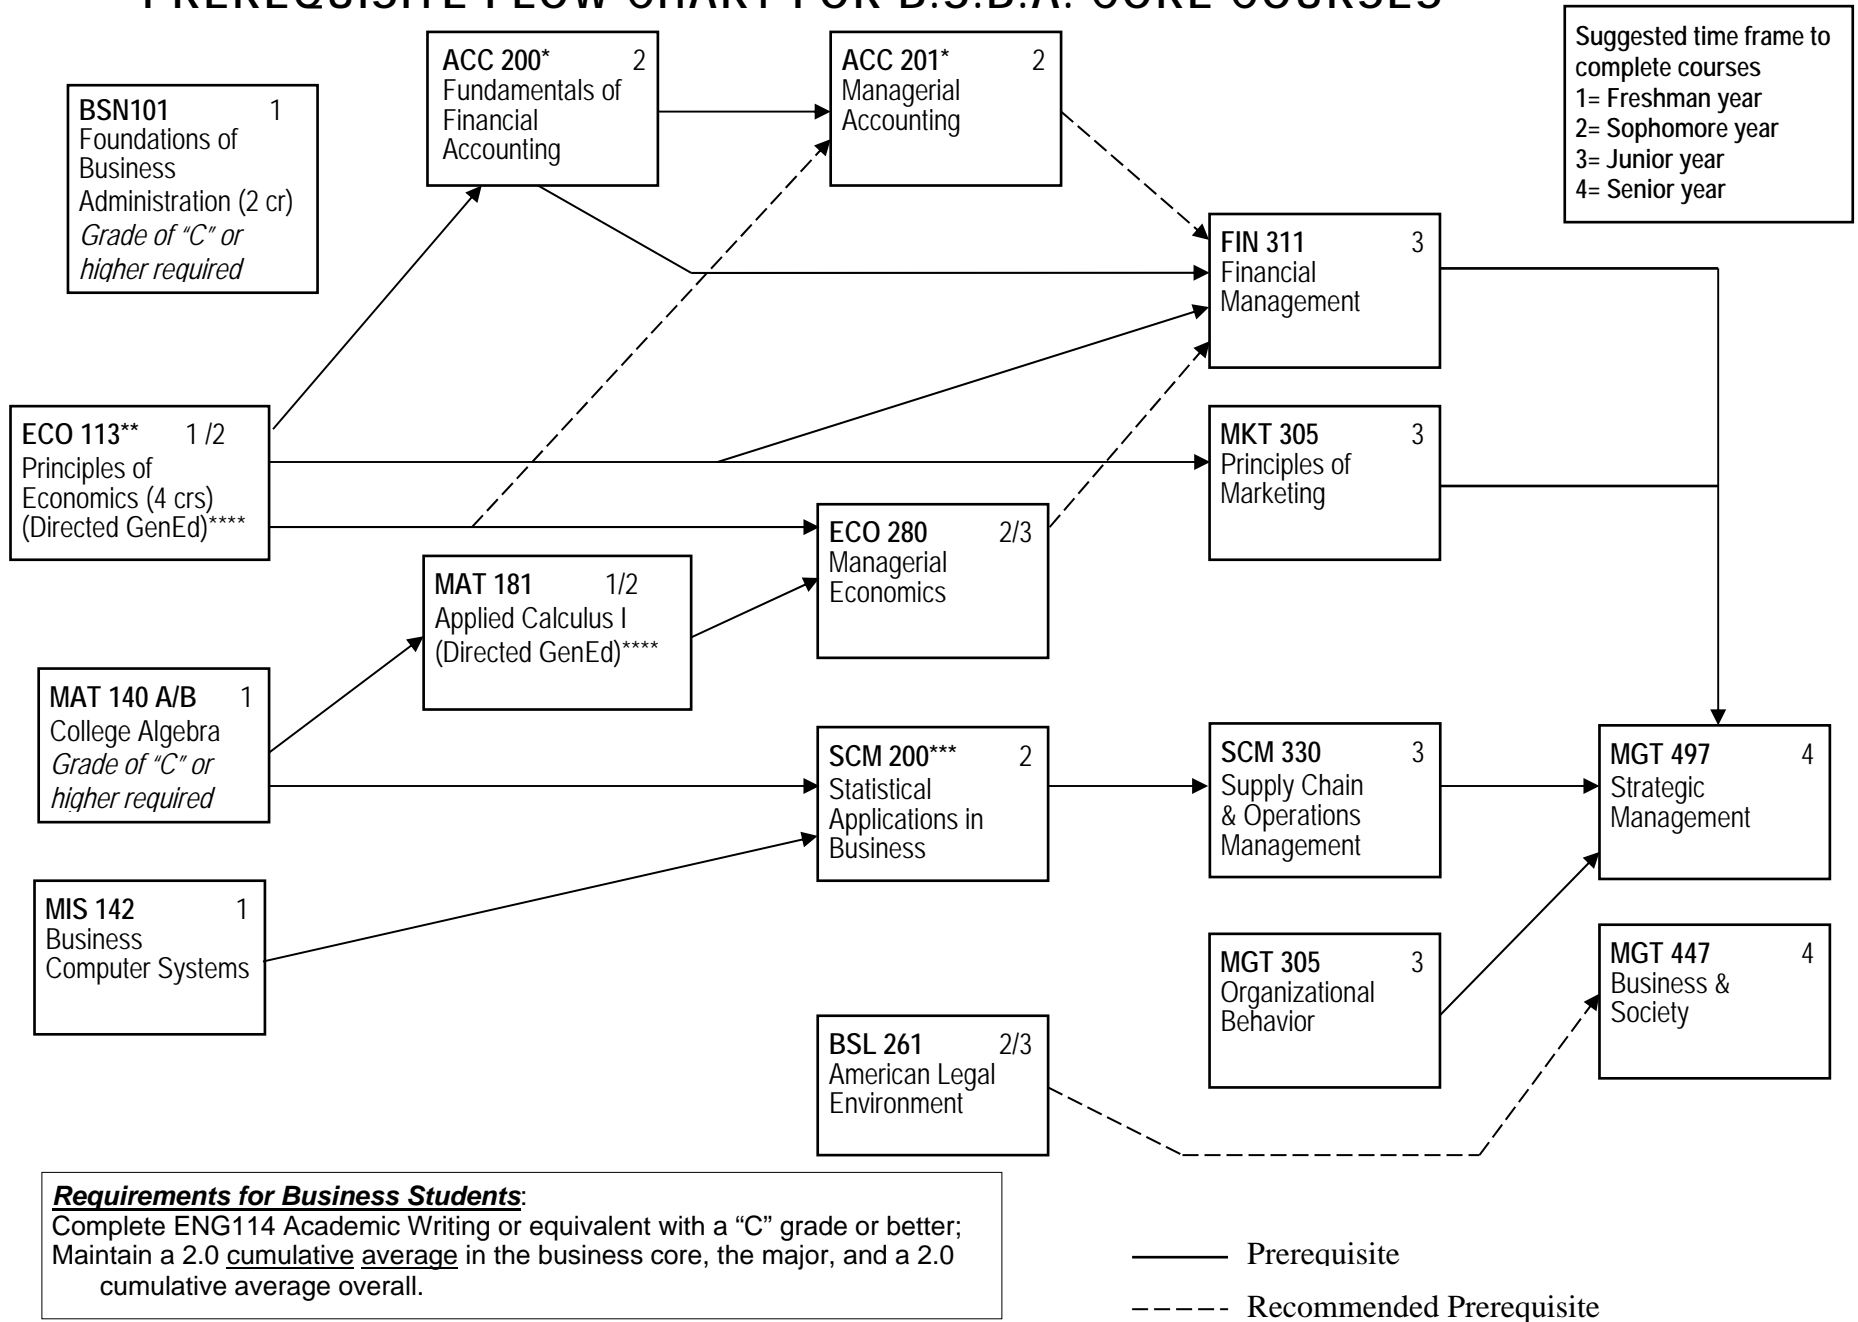 PREREQUISITE FLOW CHART FOR B.S.B.A. CORE COURSES
Suggested time frame to
complete courses
1= Freshman year
2= Sophomore year
3= Junior year
4= Senior year
BSN101 1
Foundations of
Business
Administration (2 cr)
Grade of “C” or
higher required
ACC 200* 2
Fundamentals of
Financial
Accounting
ACC 201* 2
Managerial
Accounting
FIN 311 3
Financial
Management
ECO 113** 1 /2
Principles of
Economics (4 crs)
(Directed GenEd)****
MKT 305 3
Principles of
Marketing
ECO 280 2/3
Managerial
Economics
MAT 181 1/2
Applied Calculus I
(Directed GenEd)****
MAT 140 A/B 1
College Algebra
Grade of “C” or
higher required
SCM 200*** 2
Statistical
Applications in
Business
SCM 330 3
Supply Chain
& Operations
Management
MGT 497 4
Strategic
Management
MIS 142 1
Business
Computer Systems
MGT 305 3
Organizational
Behavior
MGT 447 4
Business &
Society
BSL 261 2/3
American Legal
Environment
Requirements for Business Students:
Complete ENG114 Academic Writing or equivalent with a “C” grade or better;
Maintain a 2.0 cumulative average in the business core, the major, and a 2.0
cumulative average overall.
Prerequisite
Recommended Prerequisite